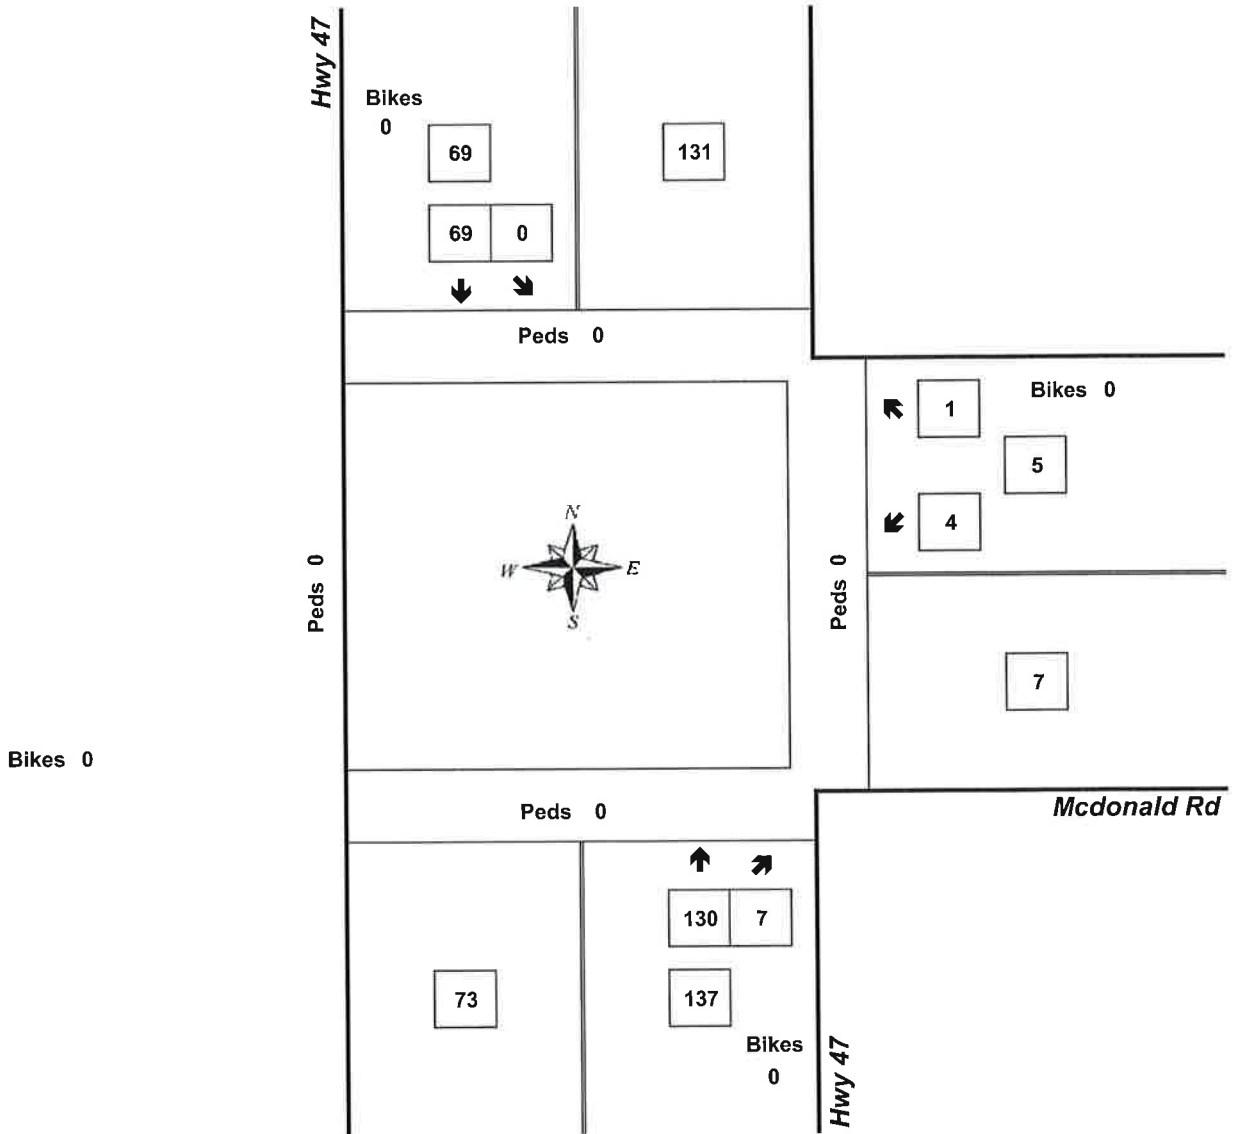 Hwy 47
Bikes
0
69
131
69 0
Peds 0
1
Bikes 0
5
4
N
W E
S
Peds 0
Peds 0
7
Bikes 0
Peds 0
Mcdonald Rd
130 7
73
137
Bikes
0
Hwy 47